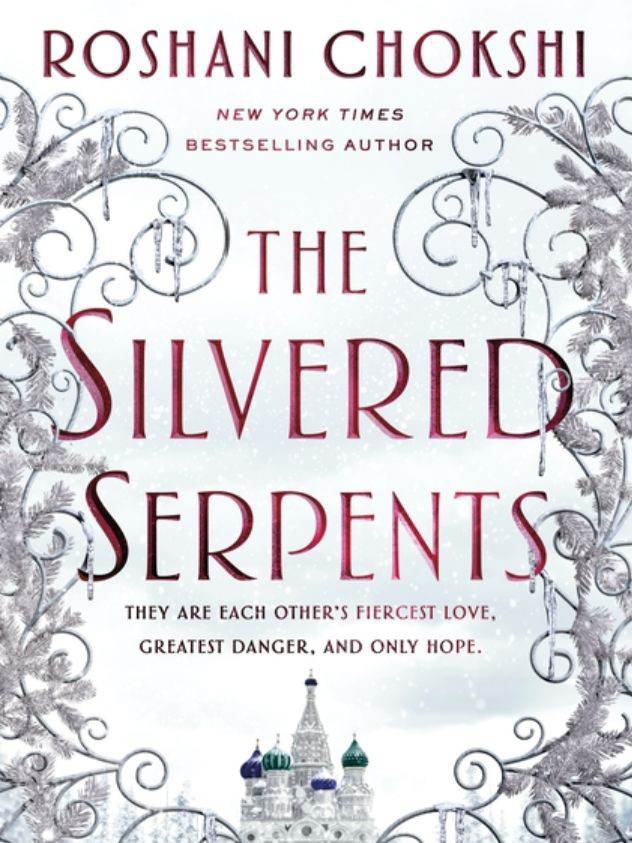 ROSHANI CHOKSHI
NEW YORK TIMES
BESTSELLING AUTHOR
THE
SILVERED
SERPENTS
THEY ARE EACH OTHER'S FIERCEST LOVE,
GREATEST DANGER, AND ONLY HOPE.